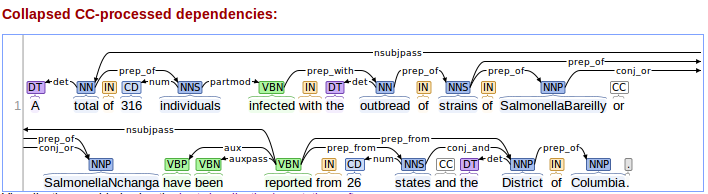 Collapsed CC-processed dependencies:
nsubjpass
prep_of
prep_of num partmod prep_with det prep_of prep_of conj_or
det
DT NN IN CD NNS VBN IN DT NN IN NNS IN NNP CC
1 A total of 316 individuals infected with the outbreak of strains of SalmonellaBareilly or
nsubjpass
prep_of prep_from
conj_or aux prep_from conj_and prep_of
auxpass num det
NNP VBP VBN VBN IN CD NNS CC DT NNP IN NNP .
SalmonellaNchanga have been reported from 26 states and the District of Columbia.